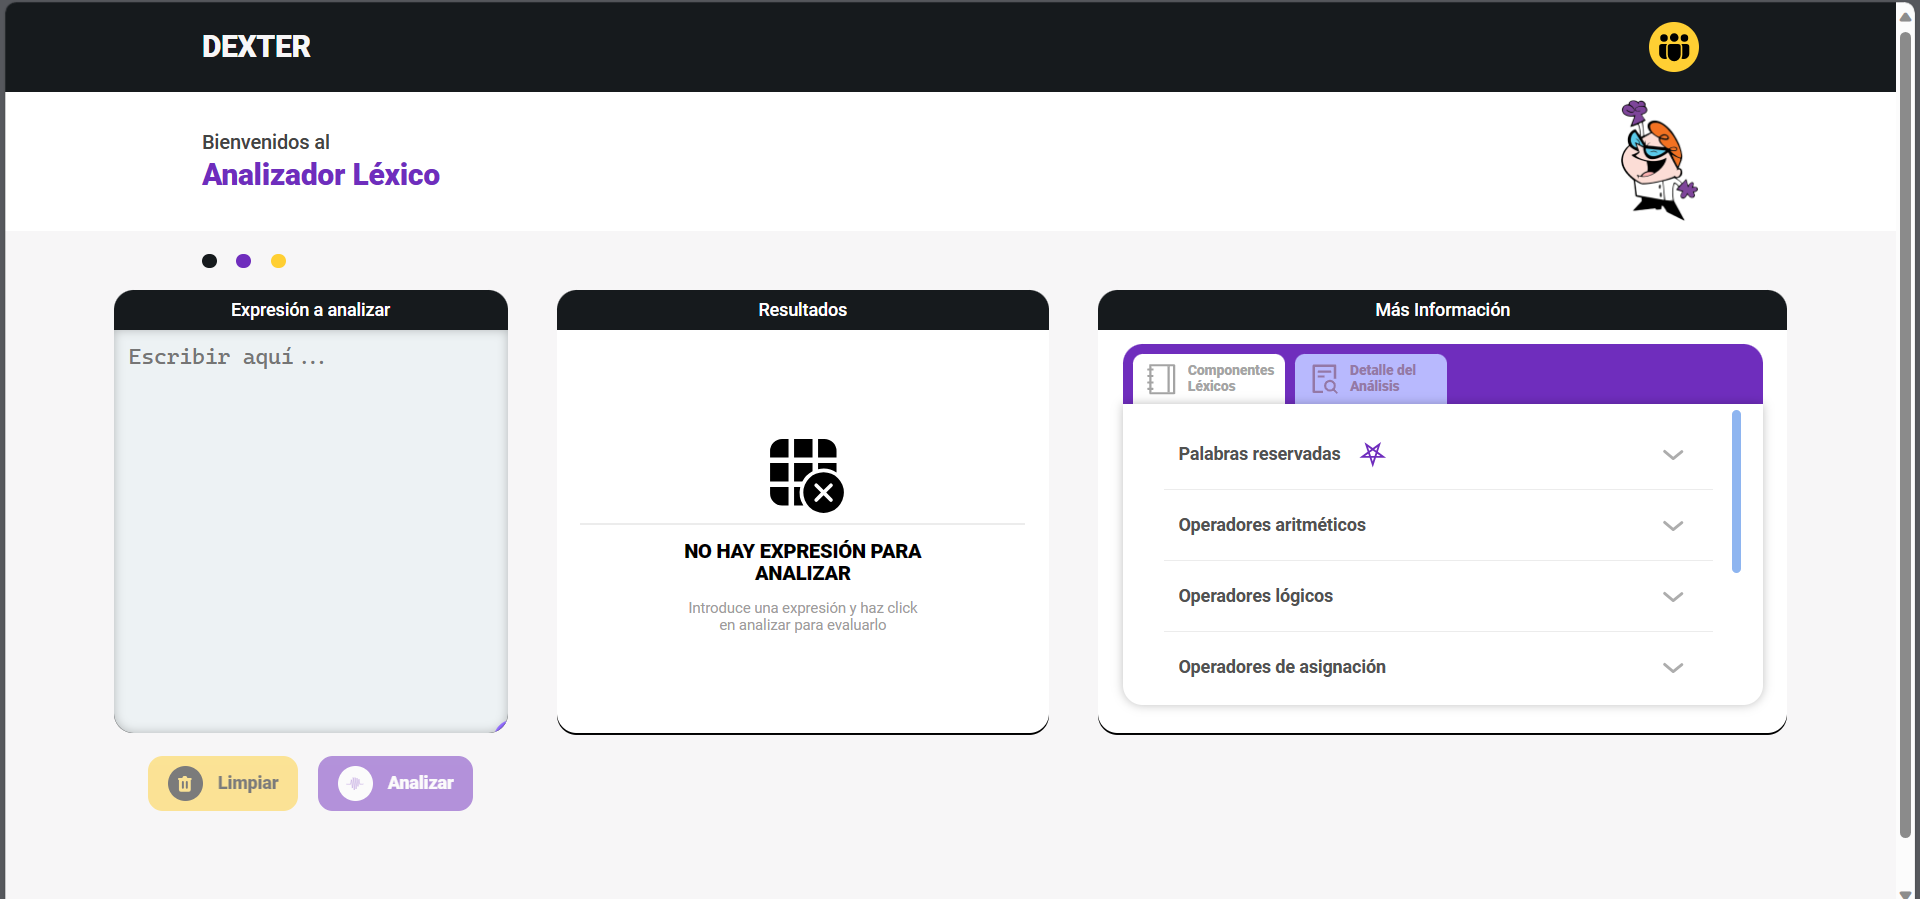 DEXTER
Bienvenidos al
Analizador Léxico
Expresión a analizar
Escribir aquí ...
Limpiar
Analizar
Resultados
NO HAY EXPRESIÓN PARA
ANALIZAR
Introduce una expresión y haz click
en analizar para evaluarlo
Más Información
Componentes
Léxicos
Detalle del
Análisis
Palabras reservadas
Operadores aritméticos
Operadores lógicos
Operadores de asignación